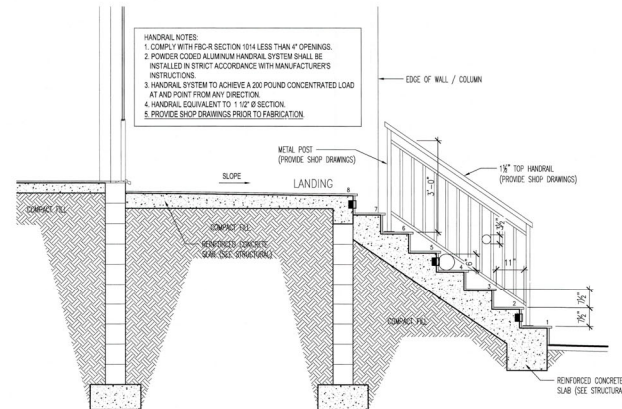 HANDRAIL NOTES:
1. COMPLY WITH FBC-R SECTION 1014 LESS THAN 4" OPENINGS.
2. POWDER CODED ALUMINUM HANDRAIL SYSTEM SHALL BE
INSTALLED IN STRICT ACCORDANCE WITH MANUFACTURER'S
INSTRUCTIONS.
3. HANDRAIL SYSTEM TO ACHIEVE A 200 POUND CONCENTRATED LOAD
AT AND POINT FROM ANY DIRECTION.
4. HANDRAIL EQUIVALENT TO 1 1/2" Ø SECTION.
5. PROVIDE SHOP DRAWINGS PRIOR TO FABRICATION.
EDGE OF WALL / COLUMN
METAL POST
(PROVIDE SHOP DRAWINGS)
1½" TOP HANDRAIL
(PROVIDE SHOP DRAWINGS)
SLOPE
LANDING
3'-0"
3½"
6"
11"
7½"
7½"
8
7
6
5
4
3
2
1
COMPACT FILL
COMPACT FILL
REINFORCED CONCRETE
SLAB (SEE STRUCTURAL)
COMPACT FILL
REINFORCED CONCRETE
SLAB (SEE STRUCTURA